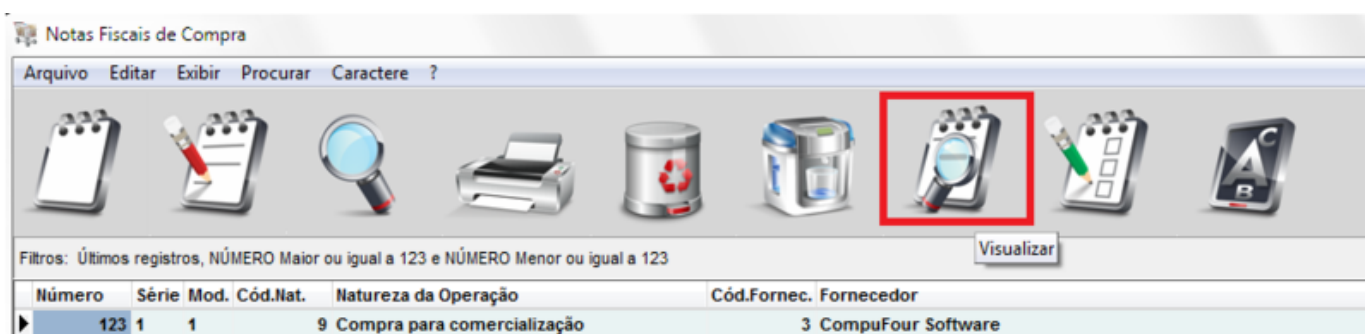 Notas Fiscais de Compra
Arquivo Editar Exibir Procurar Caractere ?
A B C
Visualizar
Filtros: Últimos registros, NÚMERO Maior ou igual a 123 e NÚMERO Menor ou igual a 123
Número Série Mod. Cód.Nat. Natureza da Operação Cód.Fornec. Fornecedor
123 1 1 9 Compra para comercialização 3 CompuFour Software